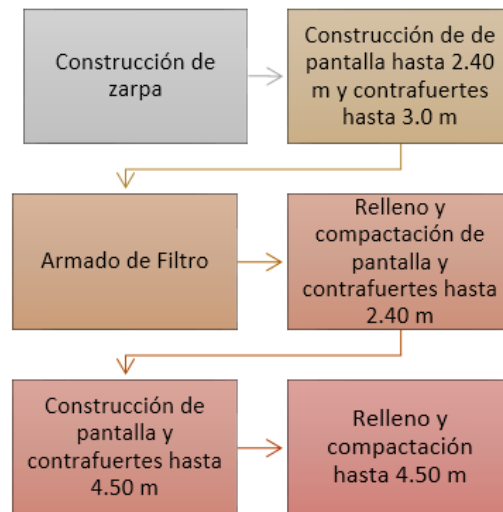 Construcción de
zarpa
Construcción de de
pantalla hasta 2.40
m y contrafuertes
hasta 3.0 m
Armado de Filtro
Relleno y
compactación de
pantalla y
contrafuertes hasta
2.40 m
Construcción de
pantalla y
contrafuertes hasta
4.50 m
Relleno y
compactación
hasta 4.50 m